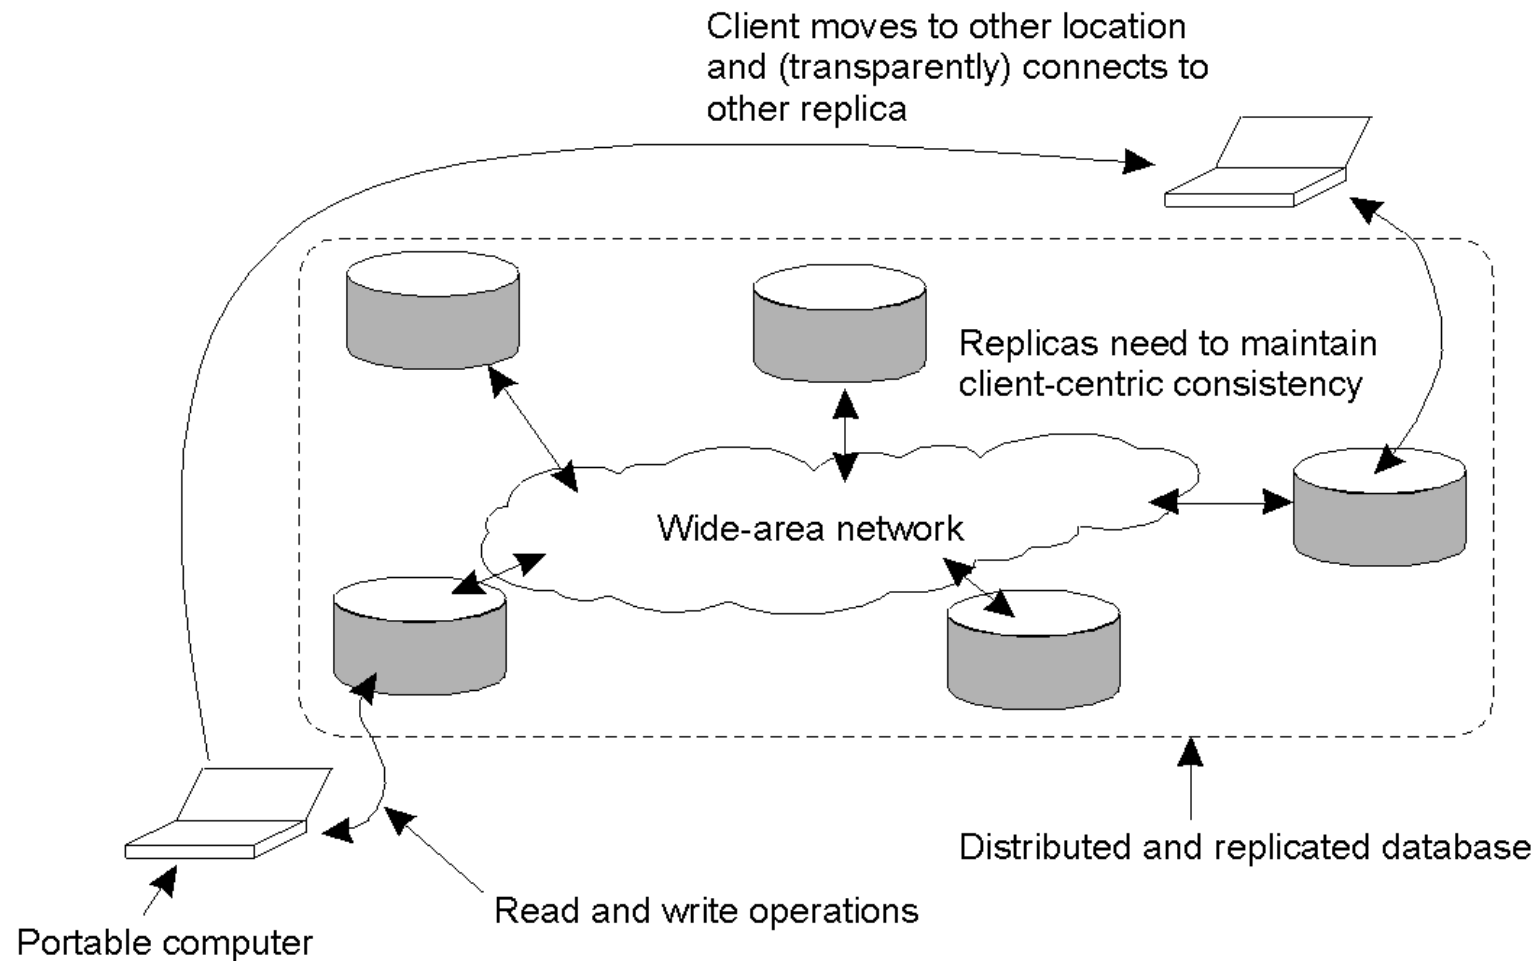 Client moves to other location
and (transparently) connects to
other replica
Replicas need to maintain
client-centric consistency
Wide-area network
Distributed and replicated database
Read and write operations
Portable computer